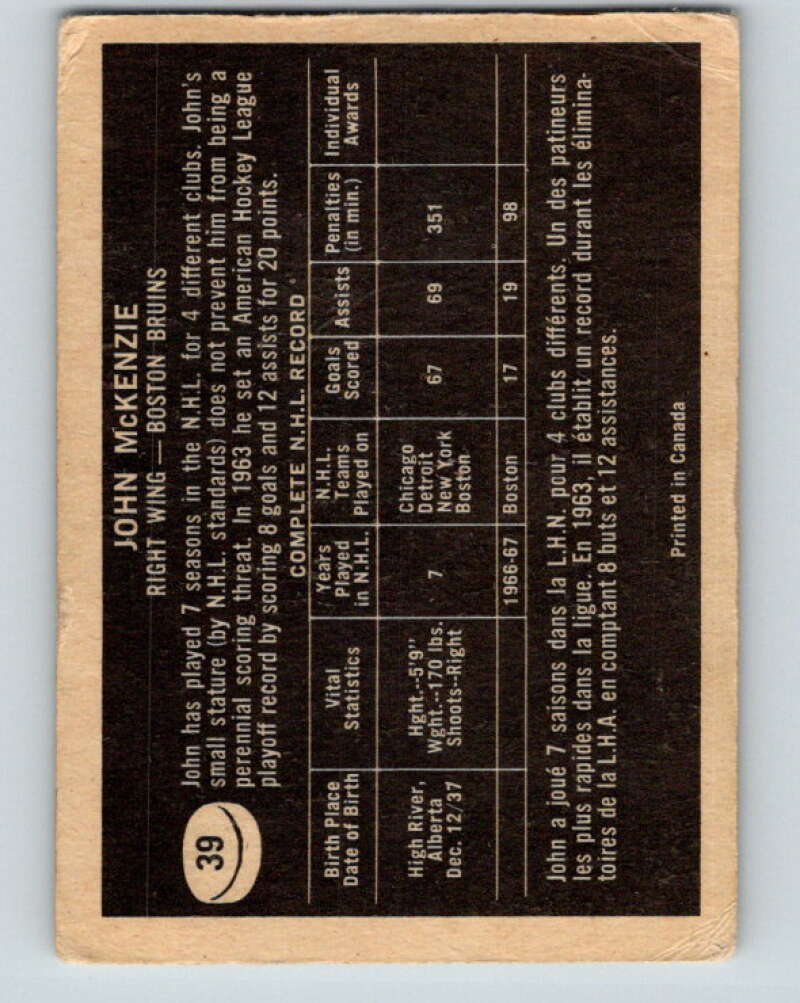 JOHN McKENZIE
RIGHT WING — BOSTON BRUINS
39
John has played 7 seasons in the N.H.L. for 4 different clubs. John's
small stature (by N.H.L. standards) does not prevent him from being a
perennial scoring threat. In 1963 he set an American Hockey League
playoff record by scoring 8 goals and 12 assists for 20 points.
COMPLETE N.H.L. RECORD
Birth Place Date of Birth | Vital Statistics | Years Played in N.H.L. | N.H.L. Teams Played on | Goals Scored | Assists | Penalties (in min.) | Individual Awards
High River, Alberta Dec. 12/37 | Hght.--5'9" Wght.--170 lbs. Shoots--Right | 7 | Chicago Detroit New York Boston | 67 | 69 | 351
1966-67 | Boston | 17 | 19 | 98
John a joué 7 saisons dans la L.H.N. pour 4 clubs différents. Un des patineurs
les plus rapides dans la ligue. En 1963, il établit un record durant les élimina-
toires de la L.H.A. en comptant 8 buts et 12 assistances.
Printed in Canada